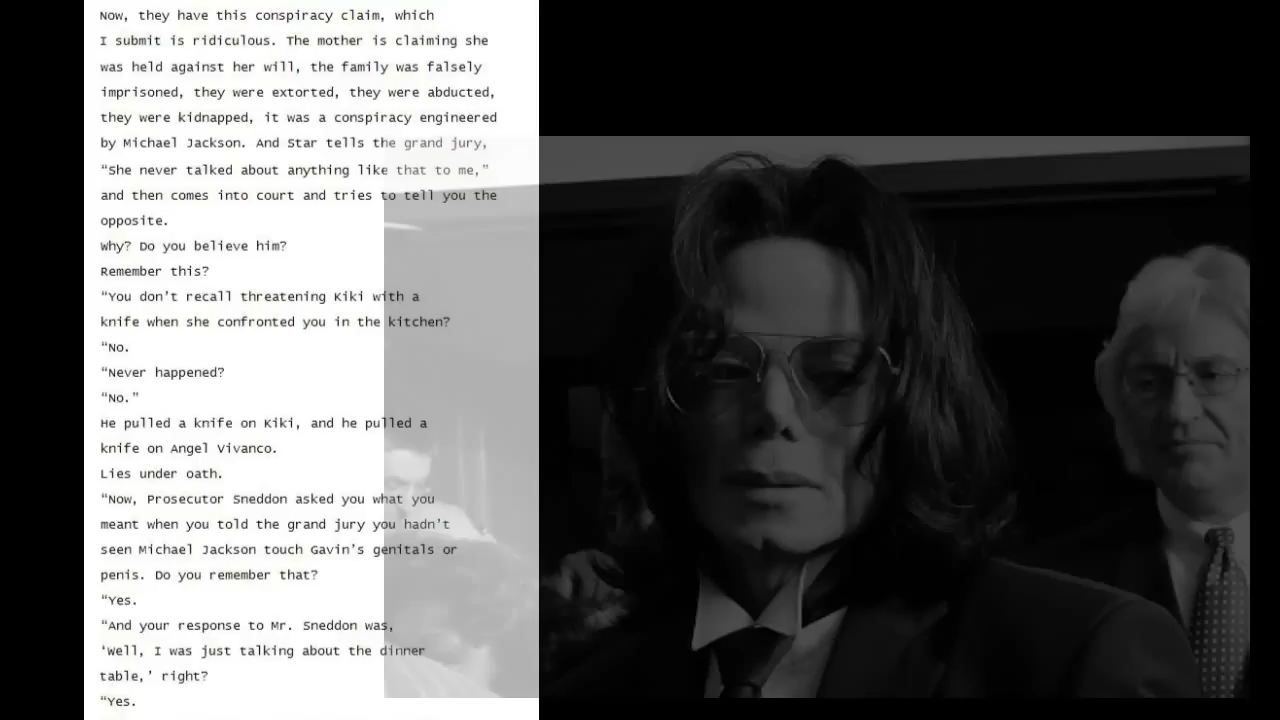 Now, they have this conspiracy claim, which
I submit is ridiculous. The mother is claiming she
was held against her will, the family was falsely
imprisoned, they were extorted, they were abducted,
they were kidnapped, it was a conspiracy engineered
by Michael Jackson. And Star tells the grand jury,
“She never talked about anything like that to me,”
and then comes into court and tries to tell you the
opposite.
Why? Do you believe him?
Remember this?
“You don’t recall threatening Kiki with a
knife when she confronted you in the kitchen?
“No.
“Never happened?
“No.”
He pulled a knife on Kiki, and he pulled a
knife on Angel Vivanco.
Lies under oath.
“Now, Prosecutor Sneddon asked you what you
meant when you told the grand jury you hadn’t
seen Michael Jackson touch Gavin’s genitals or
penis. Do you remember that?
“Yes.
“And your response to Mr. Sneddon was,
‘Well, I was just talking about the dinner
table,’ right?
“Yes.